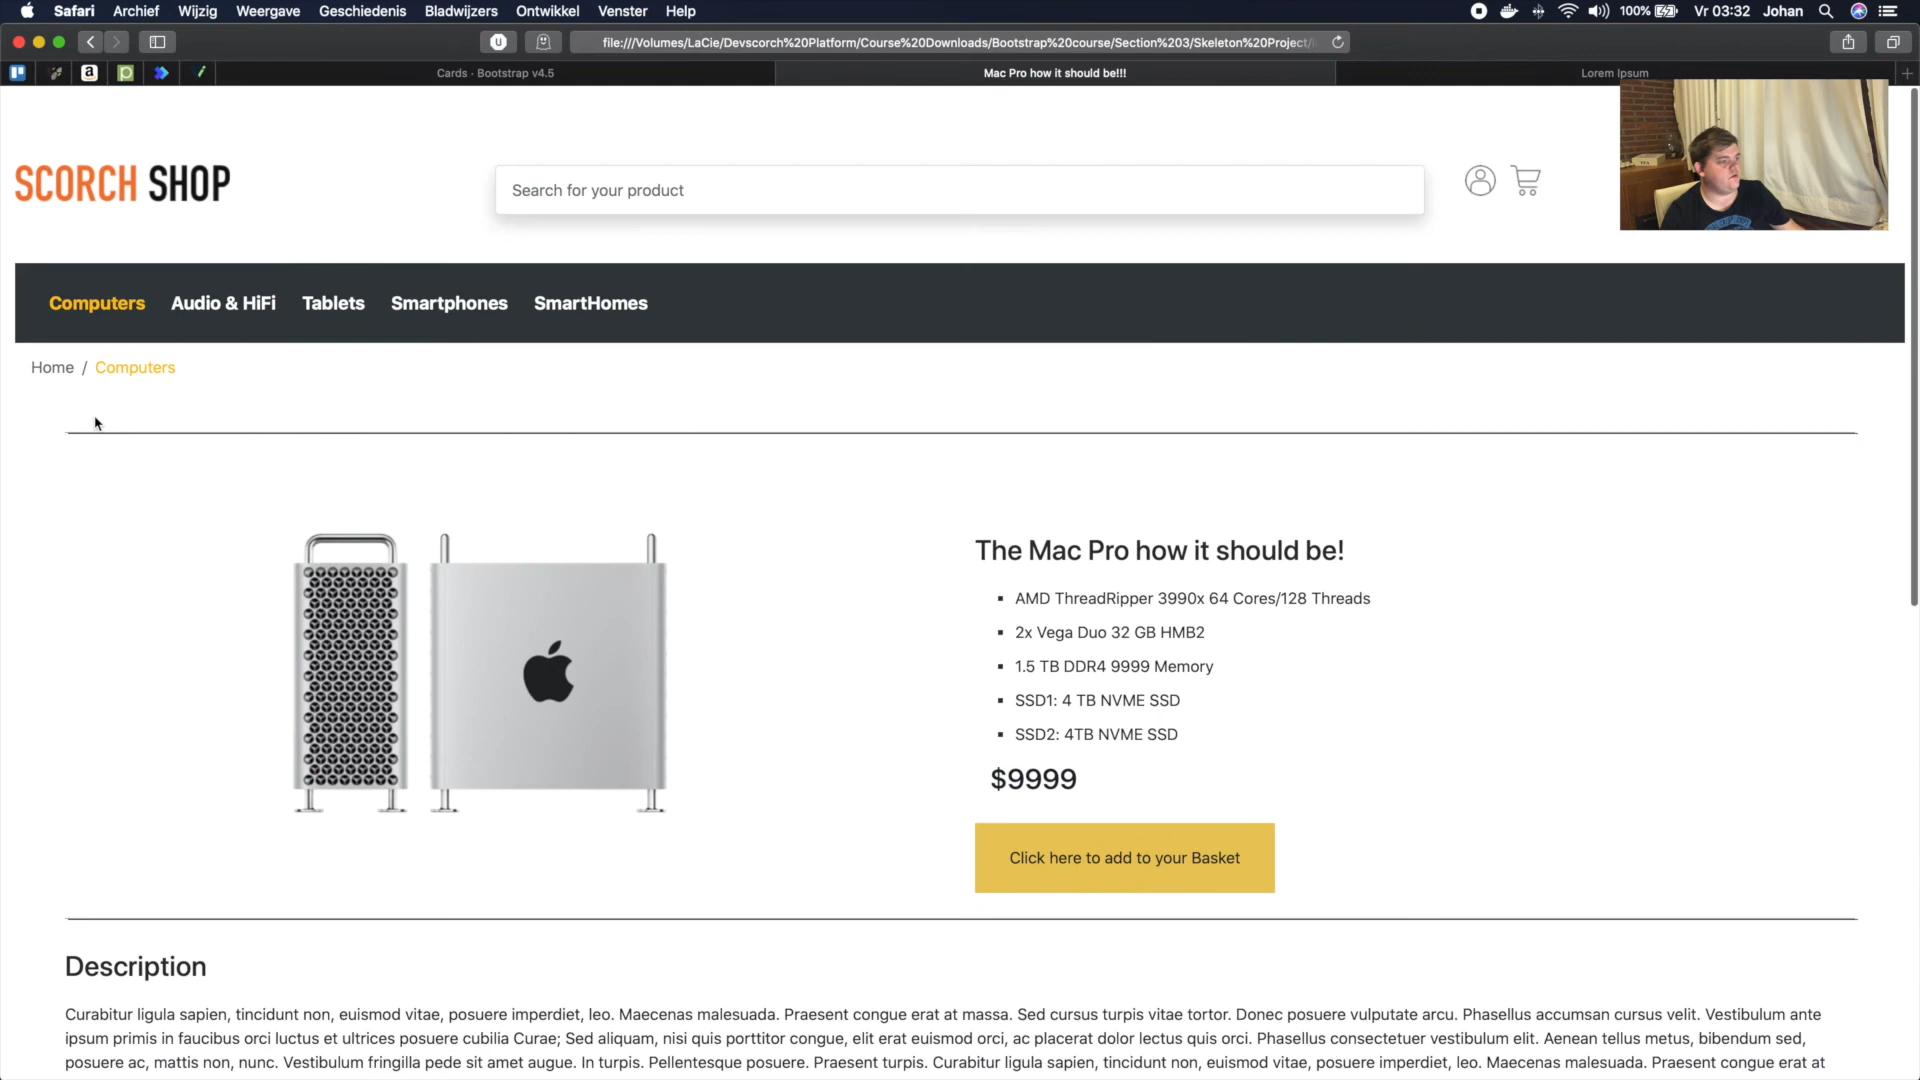 Safari Archief Wijzig Weergave Geschiedenis Bladwijzers Ontwikkel Venster Help 100% Vr 03:32 Johan
file:///Volumes/LaCie/Devscorch%20Platform/Course%20Downloads/Bootstrap%20course/Section%203/Skeleton%20Project/
Cards · Bootstrap v4.5 Mac Pro how it should be!!! Lorem Ipsum
SCORCH SHOP
Search for your product
Computers Audio & HiFi Tablets Smartphones SmartHomes
Home / Computers
The Mac Pro how it should be!
▪ AMD ThreadRipper 3990x 64 Cores/128 Threads
▪ 2x Vega Duo 32 GB HMB2
▪ 1.5 TB DDR4 9999 Memory
▪ SSD1: 4 TB NVME SSD
▪ SSD2: 4TB NVME SSD
$9999
Click here to add to your Basket
Description
Curabitur ligula sapien, tincidunt non, euismod vitae, posuere imperdiet, leo. Maecenas malesuada. Praesent congue erat at massa. Sed cursus turpis vitae tortor. Donec posuere vulputate arcu. Phasellus accumsan cursus velit. Vestibulum ante
ipsum primis in faucibus orci luctus et ultrices posuere cubilia Curae; Sed aliquam, nisi quis porttitor congue, elit erat euismod orci, ac placerat dolor lectus quis orci. Phasellus consectetuer vestibulum elit. Aenean tellus metus, bibendum sed,
posuere ac, mattis non, nunc. Vestibulum fringilla pede sit amet augue. In turpis. Pellentesque posuere. Praesent turpis. Curabitur ligula sapien, tincidunt non, euismod vitae, posuere imperdiet, leo. Maecenas malesuada. Praesent congue erat at